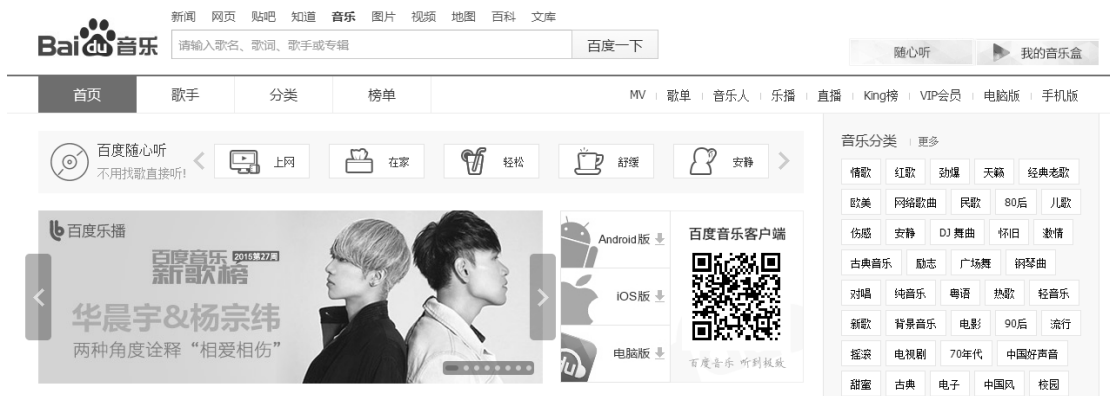 新闻 网页 贴吧 知道 音乐 图片 视频 地图 百科 文库
Baidu音乐
请输入歌名、歌词、歌手或专辑 百度一下
随心听 我的音乐盒
首页 歌手 分类 榜单 MV 歌单 音乐人 乐播 直播 King榜 VIP会员 电脑版 手机版
百度随心听
不用找歌直接听!
上网 在家 轻松 舒缓 安静
百度乐播
百度音乐 2015第27周
新歌榜
华晨宇&杨宗纬
两种角度诠释“相爱相伤”
Android版
iOS版
电脑版
du
百度音乐客户端
百度音乐 听到极致
音乐分类 更多
情歌 红歌 劲爆 天籁 经典老歌
欧美 网络歌曲 民歌 80后 儿歌
伤感 安静 DJ 舞曲 怀旧 激情
古典音乐 励志 广场舞 钢琴曲
对唱 纯音乐 粤语 热歌 轻音乐
新歌 背景音乐 电影 90后 流行
摇滚 电视剧 70年代 中国好声音
甜蜜 古典 电子 中国风 校园